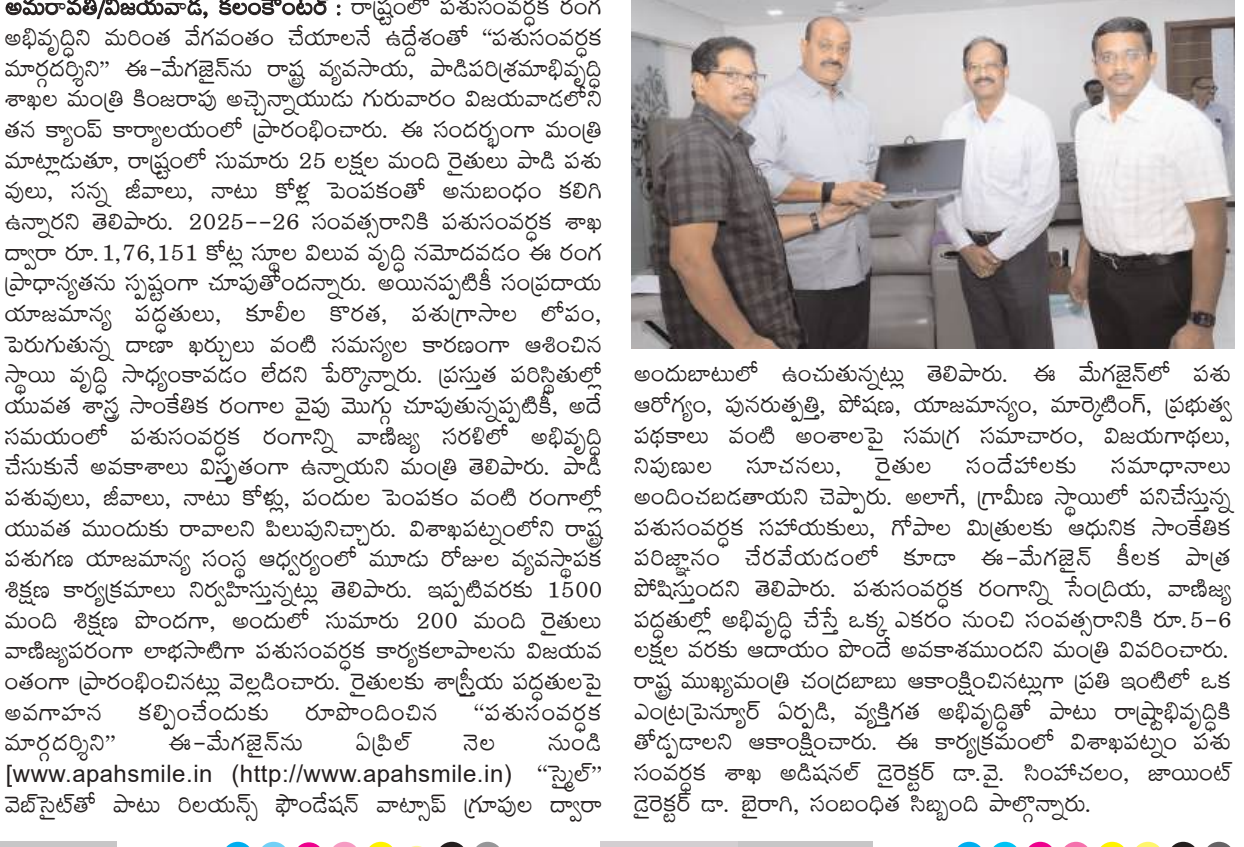 అమరావతి/విజయవాడ, కలంకౌంటర్ : రాష్ట్రంలో పశుసంవర్ధక రంగ
అభివృద్ధిని మరింత వేగవంతం చేయాలనే ఉద్దేశంతో “పశుసంవర్ధక
మార్గదర్శిని” ఈ-మేగజైన్‌ను రాష్ట్ర వ్యవసాయ, పాడిపరిశ్రమాభివృద్ధి
శాఖల మంత్రి కింజరాపు అచ్చెన్నాయుడు గురువారం విజయవాడలోని
తన క్యాంప్ కార్యాలయంలో ప్రారంభించారు. ఈ సందర్భంగా మంత్రి
మాట్లాడుతూ, రాష్ట్రంలో సుమారు 25 లక్షల మంది రైతులు పాడి పశు
వులు, సన్న జీవాలు, నాటు కోళ్ల పెంపకంతో అనుబంధం కలిగి
ఉన్నారని తెలిపారు. 2025--26 సంవత్సరానికి పశుసంవర్ధక శాఖ
ద్వారా రూ.1,76,151 కోట్ల స్థూల విలువ వృద్ధి నమోదవడం ఈ రంగ
ప్రాధాన్యతను స్పష్టంగా చూపుతోందన్నారు. అయినప్పటికీ సంప్రదాయ
యాజమాన్య పద్ధతులు, కూలీల కొరత, పశుగ్రాసాల లోపం,
పెరుగుతున్న దాణా ఖర్చులు వంటి సమస్యల కారణంగా ఆశించిన
స్థాయి వృద్ధి సాధ్యంకావడం లేదని పేర్కొన్నారు. ప్రస్తుత పరిస్థితుల్లో
యువత శాస్త్ర సాంకేతిక రంగాల వైపు మొగ్గు చూపుతున్నప్పటికీ, అదే
సమయంలో పశుసంవర్ధక రంగాన్ని వాణిజ్య సరళిలో అభివృద్ధి
చేసుకునే అవకాశాలు విస్తృతంగా ఉన్నాయని మంత్రి తెలిపారు. పాడి
పశువులు, జీవాలు, నాటు కోళ్లు, పందుల పెంపకం వంటి రంగాల్లో
యువత ముందుకు రావాలని పిలుపునిచ్చారు. విశాఖపట్నంలోని రాష్ట్ర
పశుగణ యాజమాన్య సంస్థ ఆధ్వర్యంలో మూడు రోజుల వ్యవస్థాపక
శిక్షణ కార్యక్రమాలు నిర్వహిస్తున్నట్లు తెలిపారు. ఇప్పటివరకు 1500
మంది శిక్షణ పొందగా, అందులో సుమారు 200 మంది రైతులు
వాణిజ్యపరంగా లాభసాటిగా పశుసంవర్ధక కార్యకలాపాలను విజయవ
ంతంగా ప్రారంభించినట్లు వెల్లడించారు. రైతులకు శాస్త్రీయ పద్ధతులపై
అవగాహన కల్పించేందుకు రూపొందించిన “పశుసంవర్ధక
మార్గదర్శిని” ఈ-మేగజైన్‌ను ఏప్రిల్ నెల నుండి
[www.apahsmile.in (http://www.apahsmile.in) “స్మైల్”
వెబ్‌సైట్‌తో పాటు రిలయన్స్ ఫౌండేషన్ వాట్సాప్ గ్రూపుల ద్వారా
అందుబాటులో ఉంచుతున్నట్లు తెలిపారు. ఈ మేగజైన్‌లో పశు
ఆరోగ్యం, పునరుత్పత్తి, పోషణ, యాజమాన్యం, మార్కెటింగ్, ప్రభుత్వ
పథకాలు వంటి అంశాలపై సమగ్ర సమాచారం, విజయగాథలు,
నిపుణుల సూచనలు, రైతుల సందేహాలకు సమాధానాలు
అందించబడతాయని చెప్పారు. అలాగే, గ్రామీణ స్థాయిలో పనిచేస్తున్న
పశుసంవర్ధక సహాయకులు, గోపాల మిత్రులకు ఆధునిక సాంకేతిక
పరిజ్ఞానం చేరవేయడంలో కూడా ఈ-మేగజైన్ కీలక పాత్ర
పోషిస్తుందని తెలిపారు. పశుసంవర్ధక రంగాన్ని సేంద్రియ, వాణిజ్య
పద్ధతుల్లో అభివృద్ధి చేస్తే ఒక్క ఎకరం నుంచి సంవత్సరానికి రూ.5-6
లక్షల వరకు ఆదాయం పొందే అవకాశముందని మంత్రి వివరించారు.
రాష్ట్ర ముఖ్యమంత్రి చంద్రబాబు ఆకాంక్షించినట్లుగా ప్రతి ఇంటిలో ఒక
ఎంట్రప్రెన్యూర్ ఏర్పడి, వ్యక్తిగత అభివృద్ధితో పాటు రాష్ట్రాభివృద్ధికి
తోడ్పడాలని ఆకాంక్షించారు. ఈ కార్యక్రమంలో విశాఖపట్నం పశు
సంవర్ధక శాఖ అడిషనల్ డైరెక్టర్ డా.వై. సింహాచలం, జాయింట్
డైరెక్టర్ డా. బైరాగి, సంబంధిత సిబ్బంది పాల్గొన్నారు.